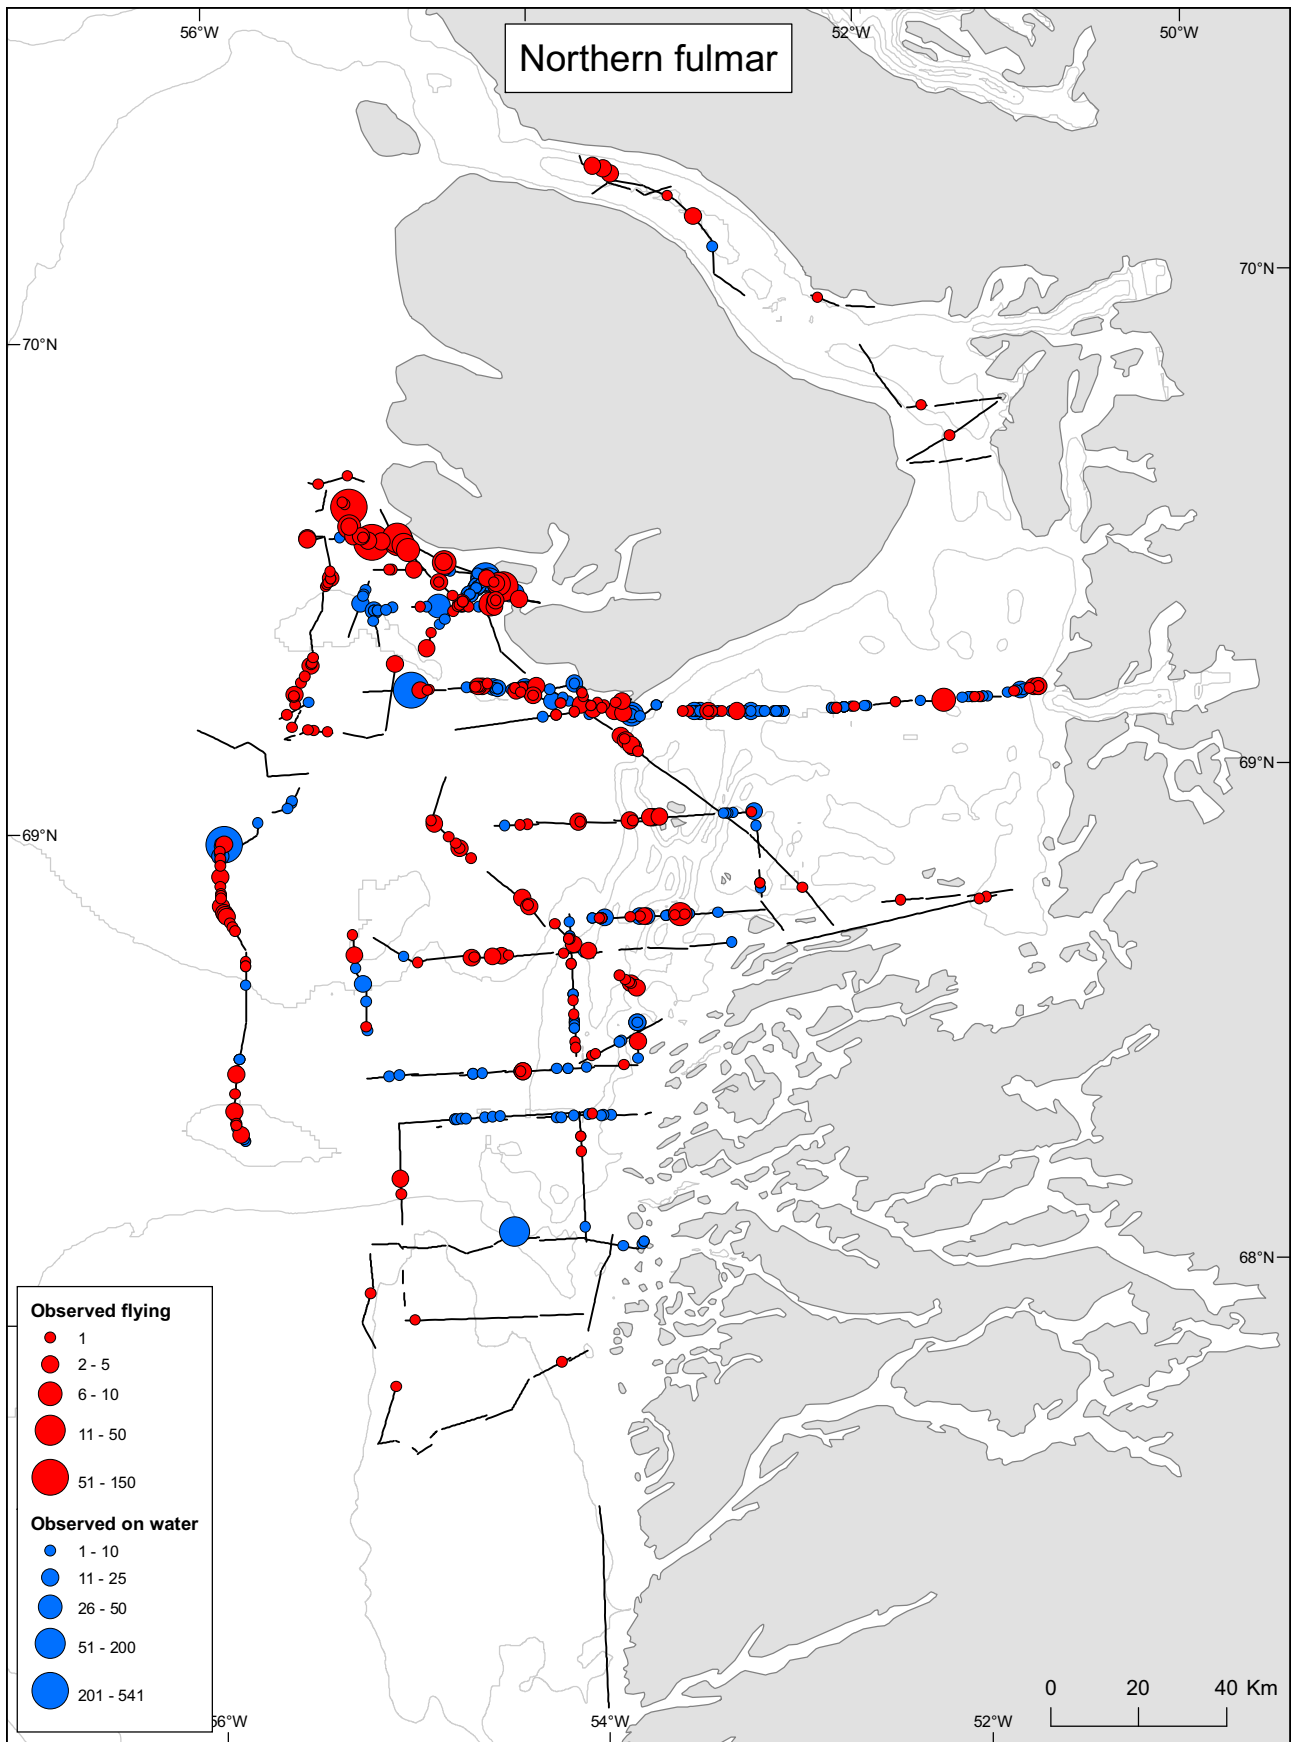 56°W
52°W
50°W
Northern fulmar
70°N
70°N
69°N
69°N
68°N
Observed flying
1
2 - 5
6 - 10
11 - 50
51 - 150
Observed on water
1 - 10
11 - 25
26 - 50
51 - 200
201 - 541
0 20 40 Km
56°W
54°W
52°W